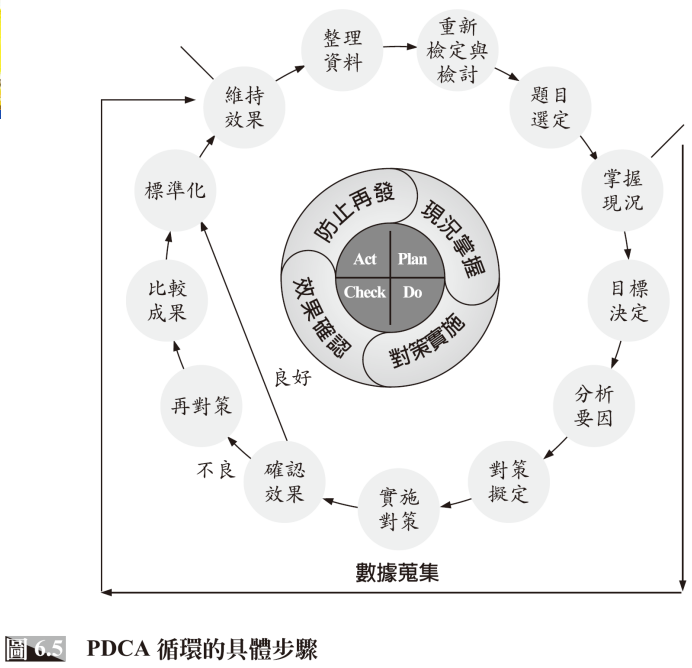 整理
資料
重新
檢定與
檢討
維持
效果
題目
選定
標準化
掌握
現況
防止再發
現況掌握
Act
Plan
Check
Do
效果確認
對策實施
比較
成果
目標
決定
良好
再對策
分析
要因
不良
確認
效果
對策
擬定
實施
對策
數據蒐集
圖 6.5 PDCA 循環的具體步驟